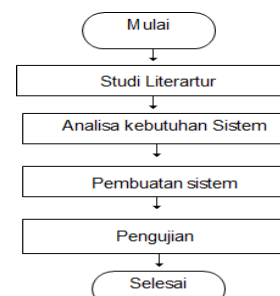 Mulai
Studi Literartur
Analisa kebutuhan Sistem
Pembuatan sistem
Pengujian
Selesai